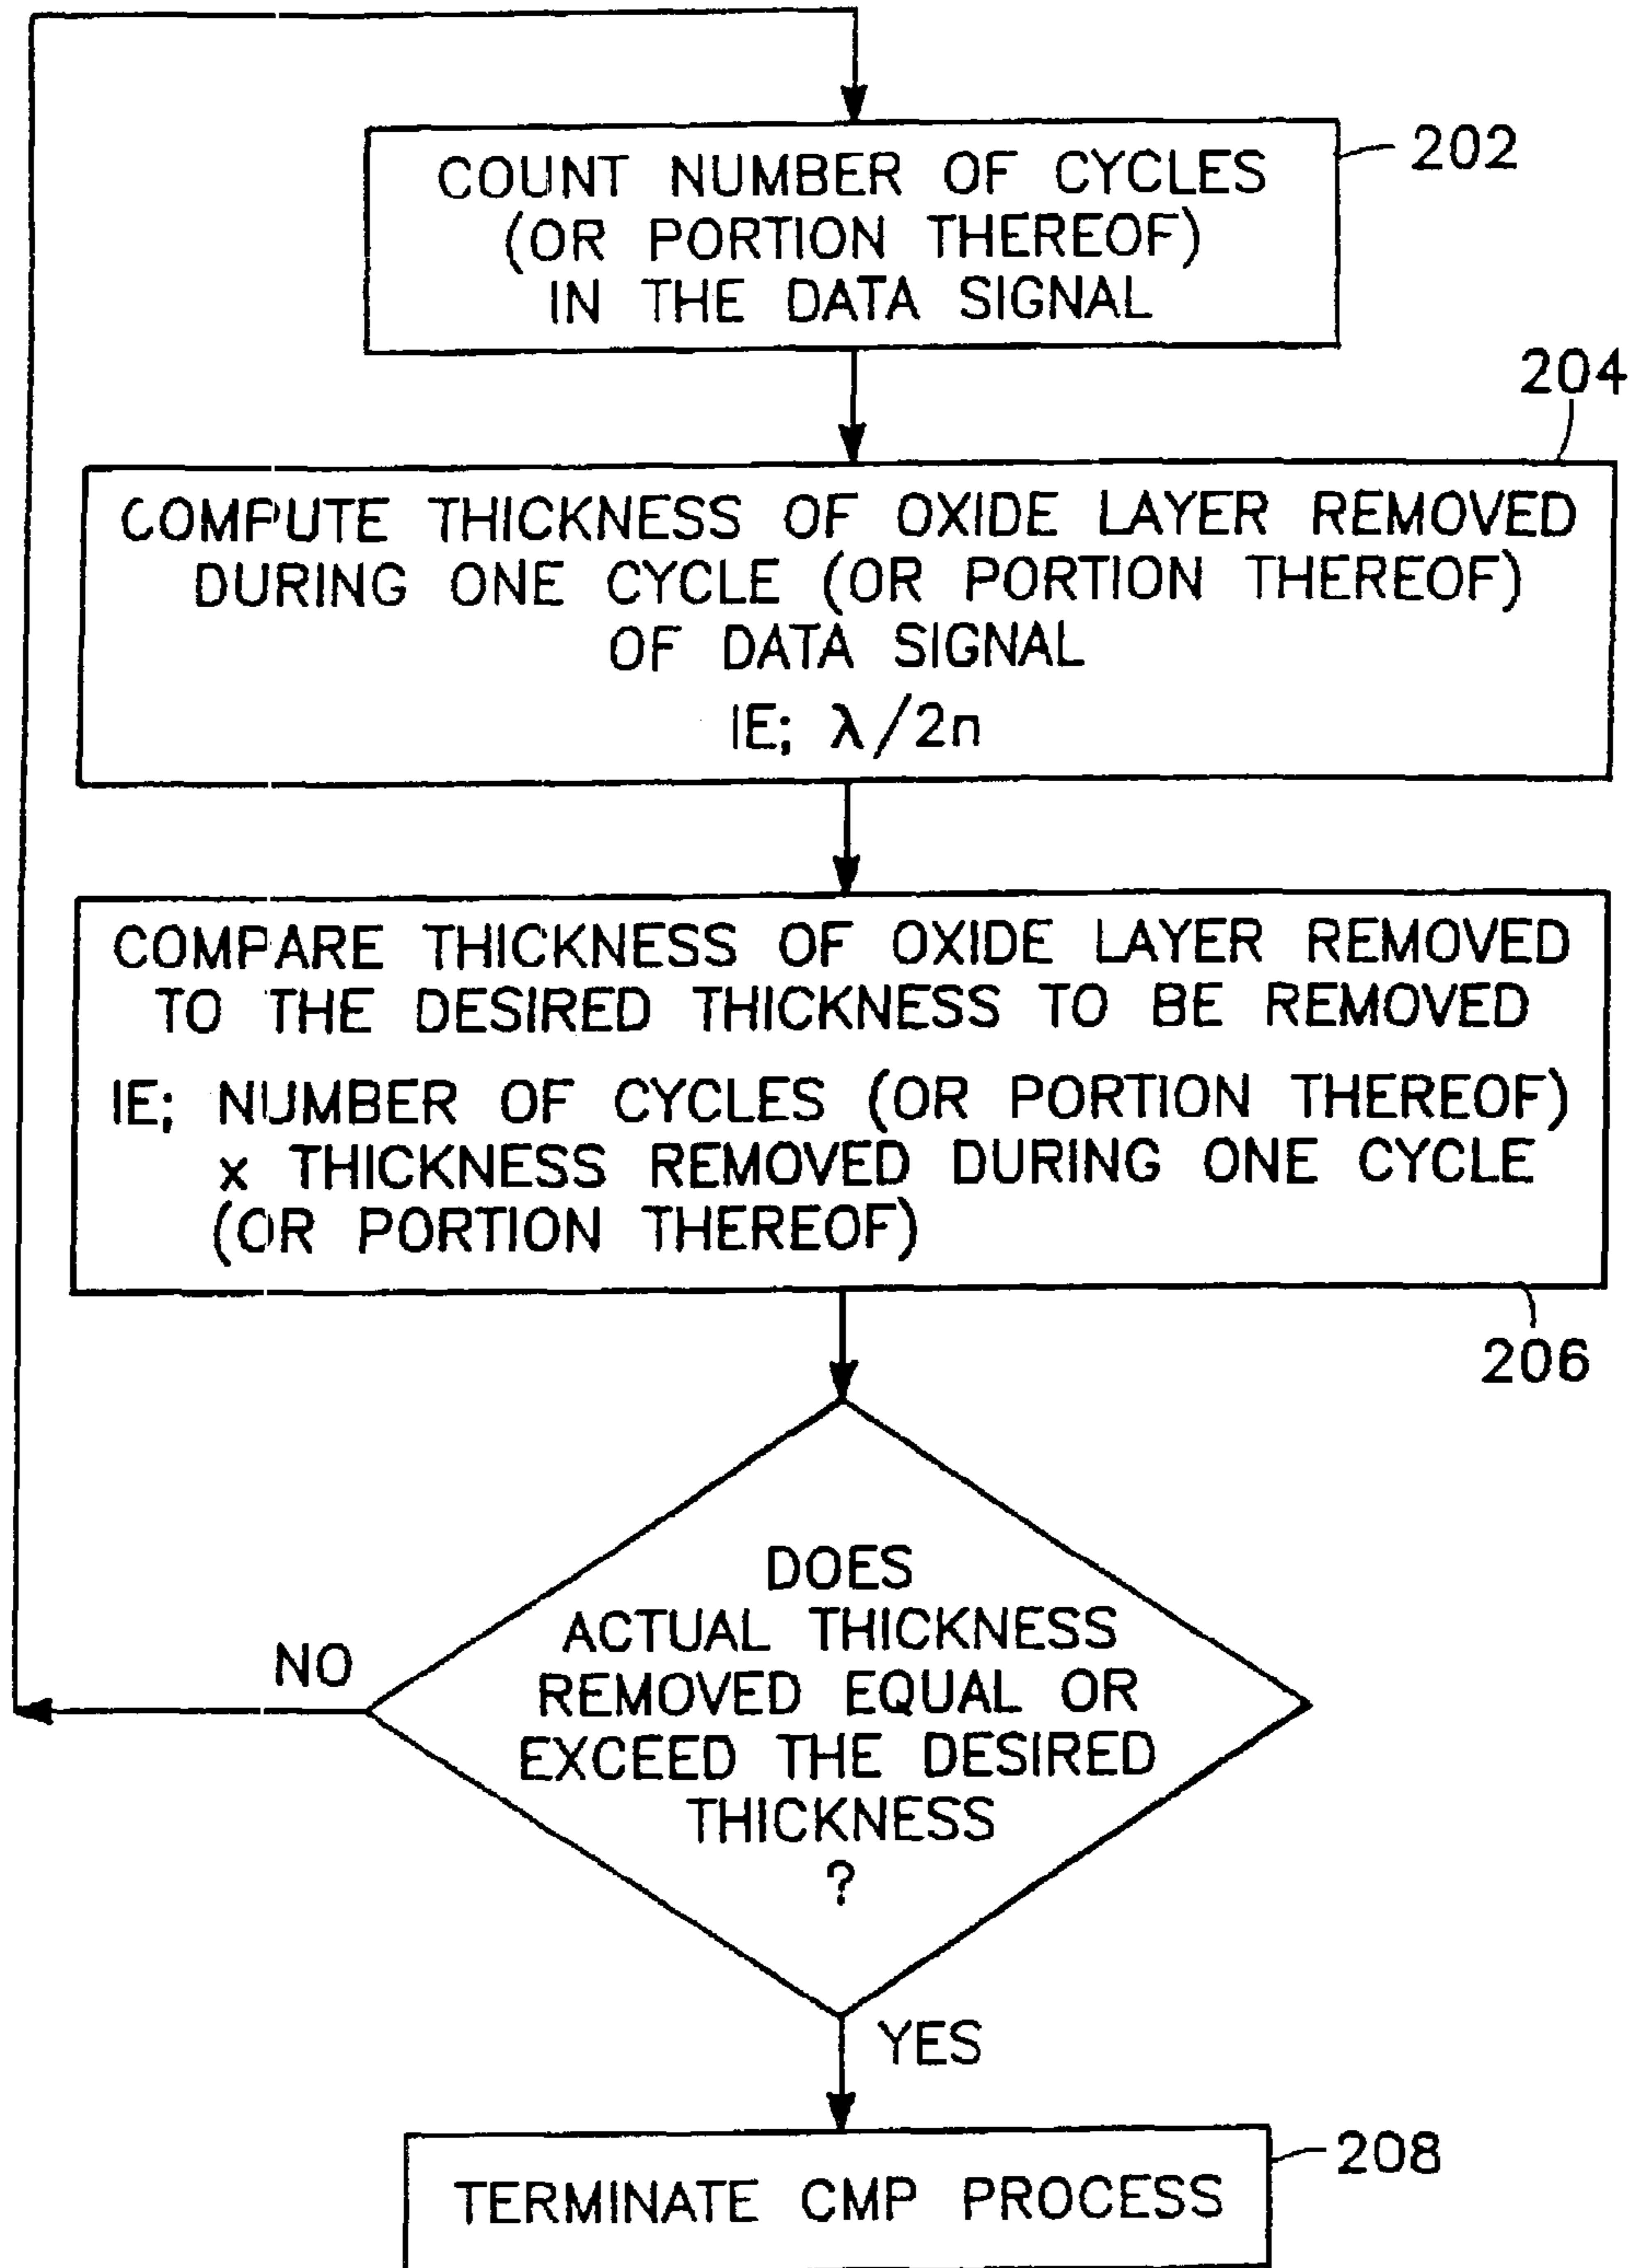 COUNT NUMBER OF CYCLES
(OR PORTION THEREOF)
IN THE DATA SIGNAL
202
204
COMPUTE THICKNESS OF OXIDE LAYER REMOVED
DURING ONE CYCLE (OR PORTION THEREOF)
OF DATA SIGNAL
IE; λ/2n
COMPARE THICKNESS OF OXIDE LAYER REMOVED
TO THE DESIRED THICKNESS TO BE REMOVED
IE; NUMBER OF CYCLES (OR PORTION THEREOF)
x THICKNESS REMOVED DURING ONE CYCLE
(OR PORTION THEREOF)
206
DOES
ACTUAL THICKNESS
REMOVED EQUAL OR
EXCEED THE DESIRED
THICKNESS
?
NO
YES
208
TERMINATE CMP PROCESS